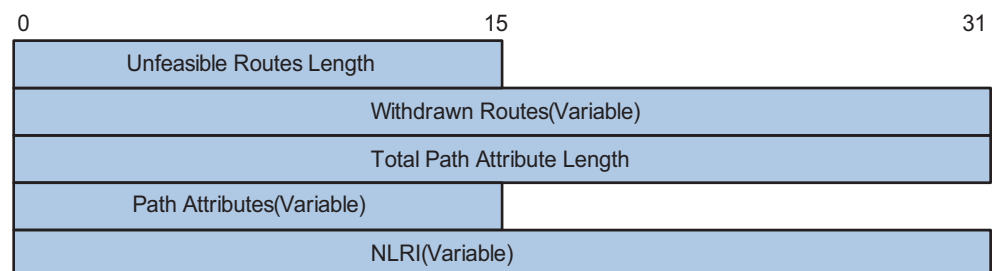 0 15 31
Unfeasible Routes Length
Withdrawn Routes(Variable)
Total Path Attribute Length
Path Attributes(Variable)
NLRI(Variable)